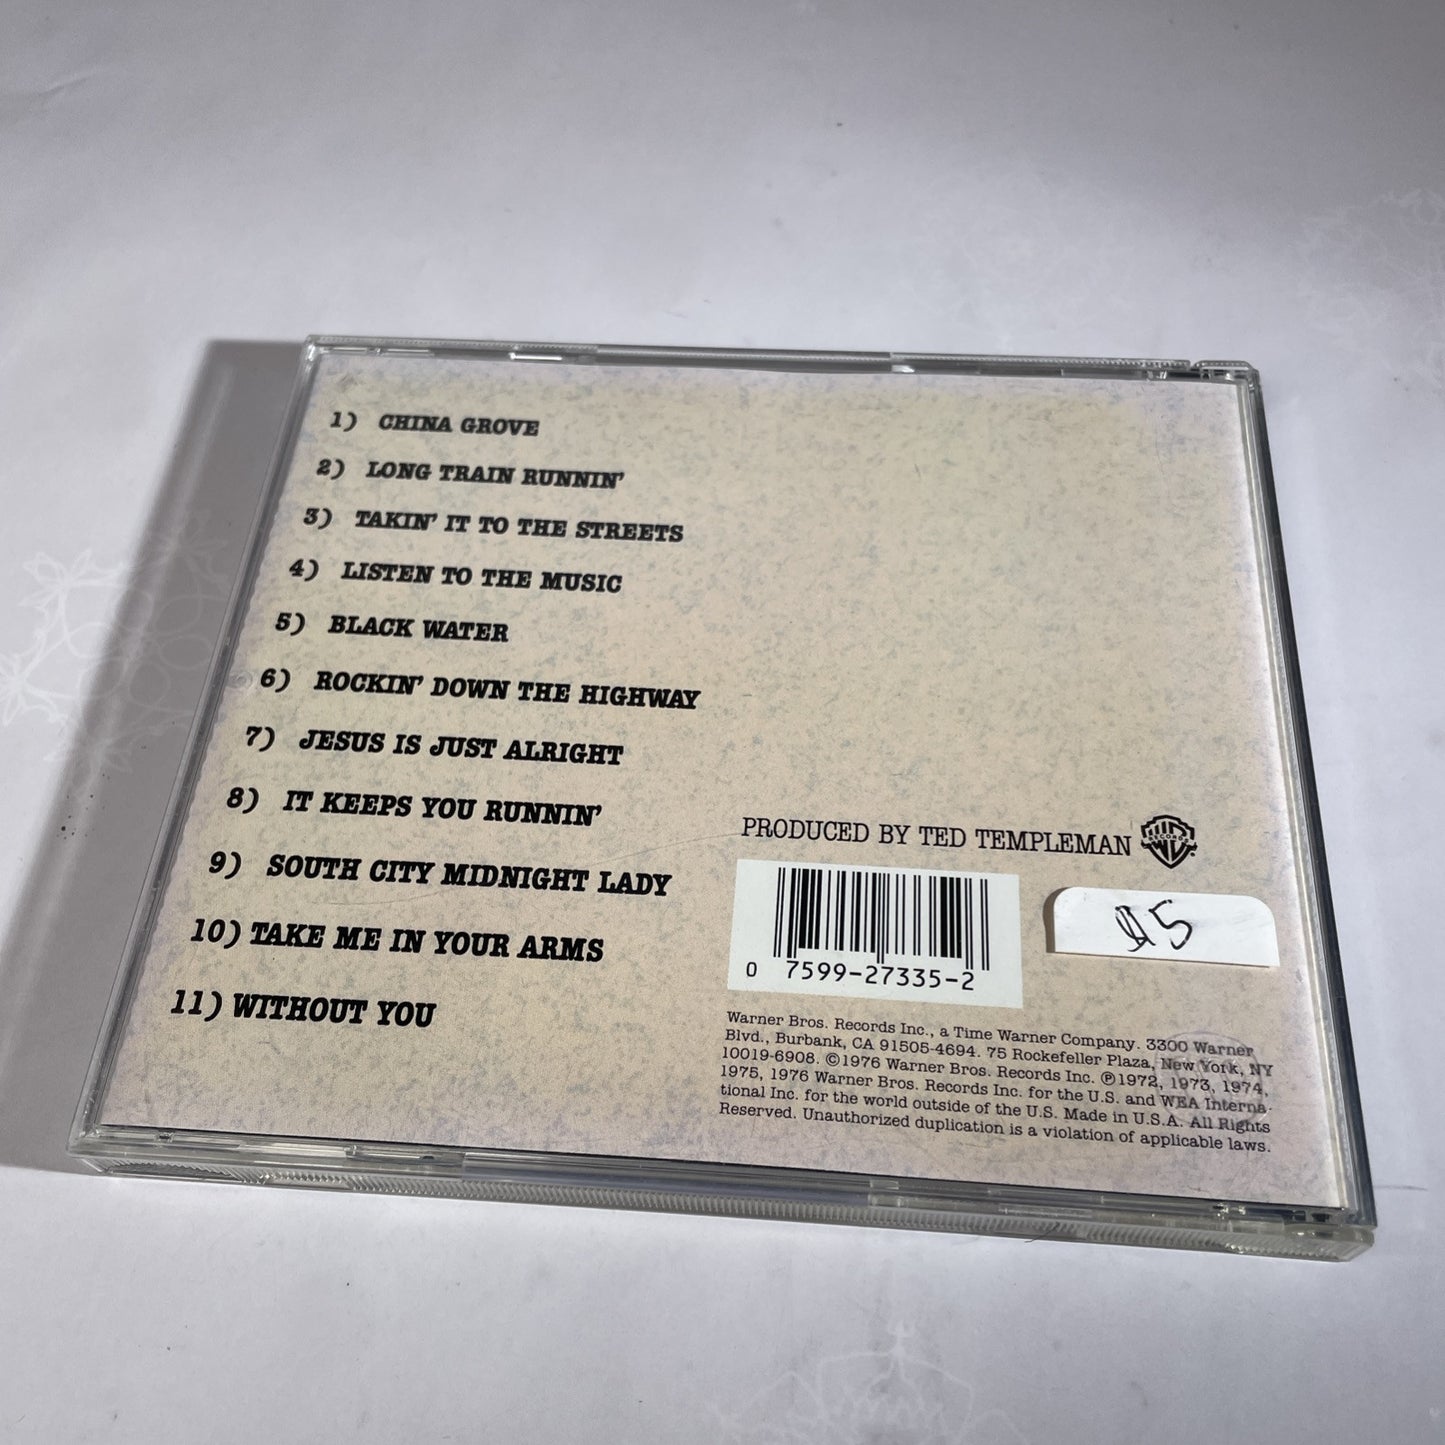 1) CHINA GROVE
2) LONG TRAIN RUNNIN'
3) TAKIN' IT TO THE STREETS
4) LISTEN TO THE MUSIC
5) BLACK WATER
6) ROCKIN' DOWN THE HIGHWAY
7) JESUS IS JUST ALRIGHT
8) IT KEEPS YOU RUNNIN'
9) SOUTH CITY MIDNIGHT LADY
10) TAKE ME IN YOUR ARMS
11) WITHOUT YOU
PRODUCED BY TED TEMPLEMAN
RECORDS
0 7599-27335-2
$5
Warner Bros. Records Inc., a Time Warner Company. 3300 Warner
Blvd., Burbank, CA 91505-4694. 75 Rockefeller Plaza, New York, NY
10019-6908. ©1976 Warner Bros. Records Inc. ℗1972, 1973, 1974,
1975, 1976 Warner Bros. Records Inc. for the U.S. and WEA Interna-
tional Inc. for the world outside of the U.S. Made in U.S.A. All Rights
Reserved. Unauthorized duplication is a violation of applicable laws.